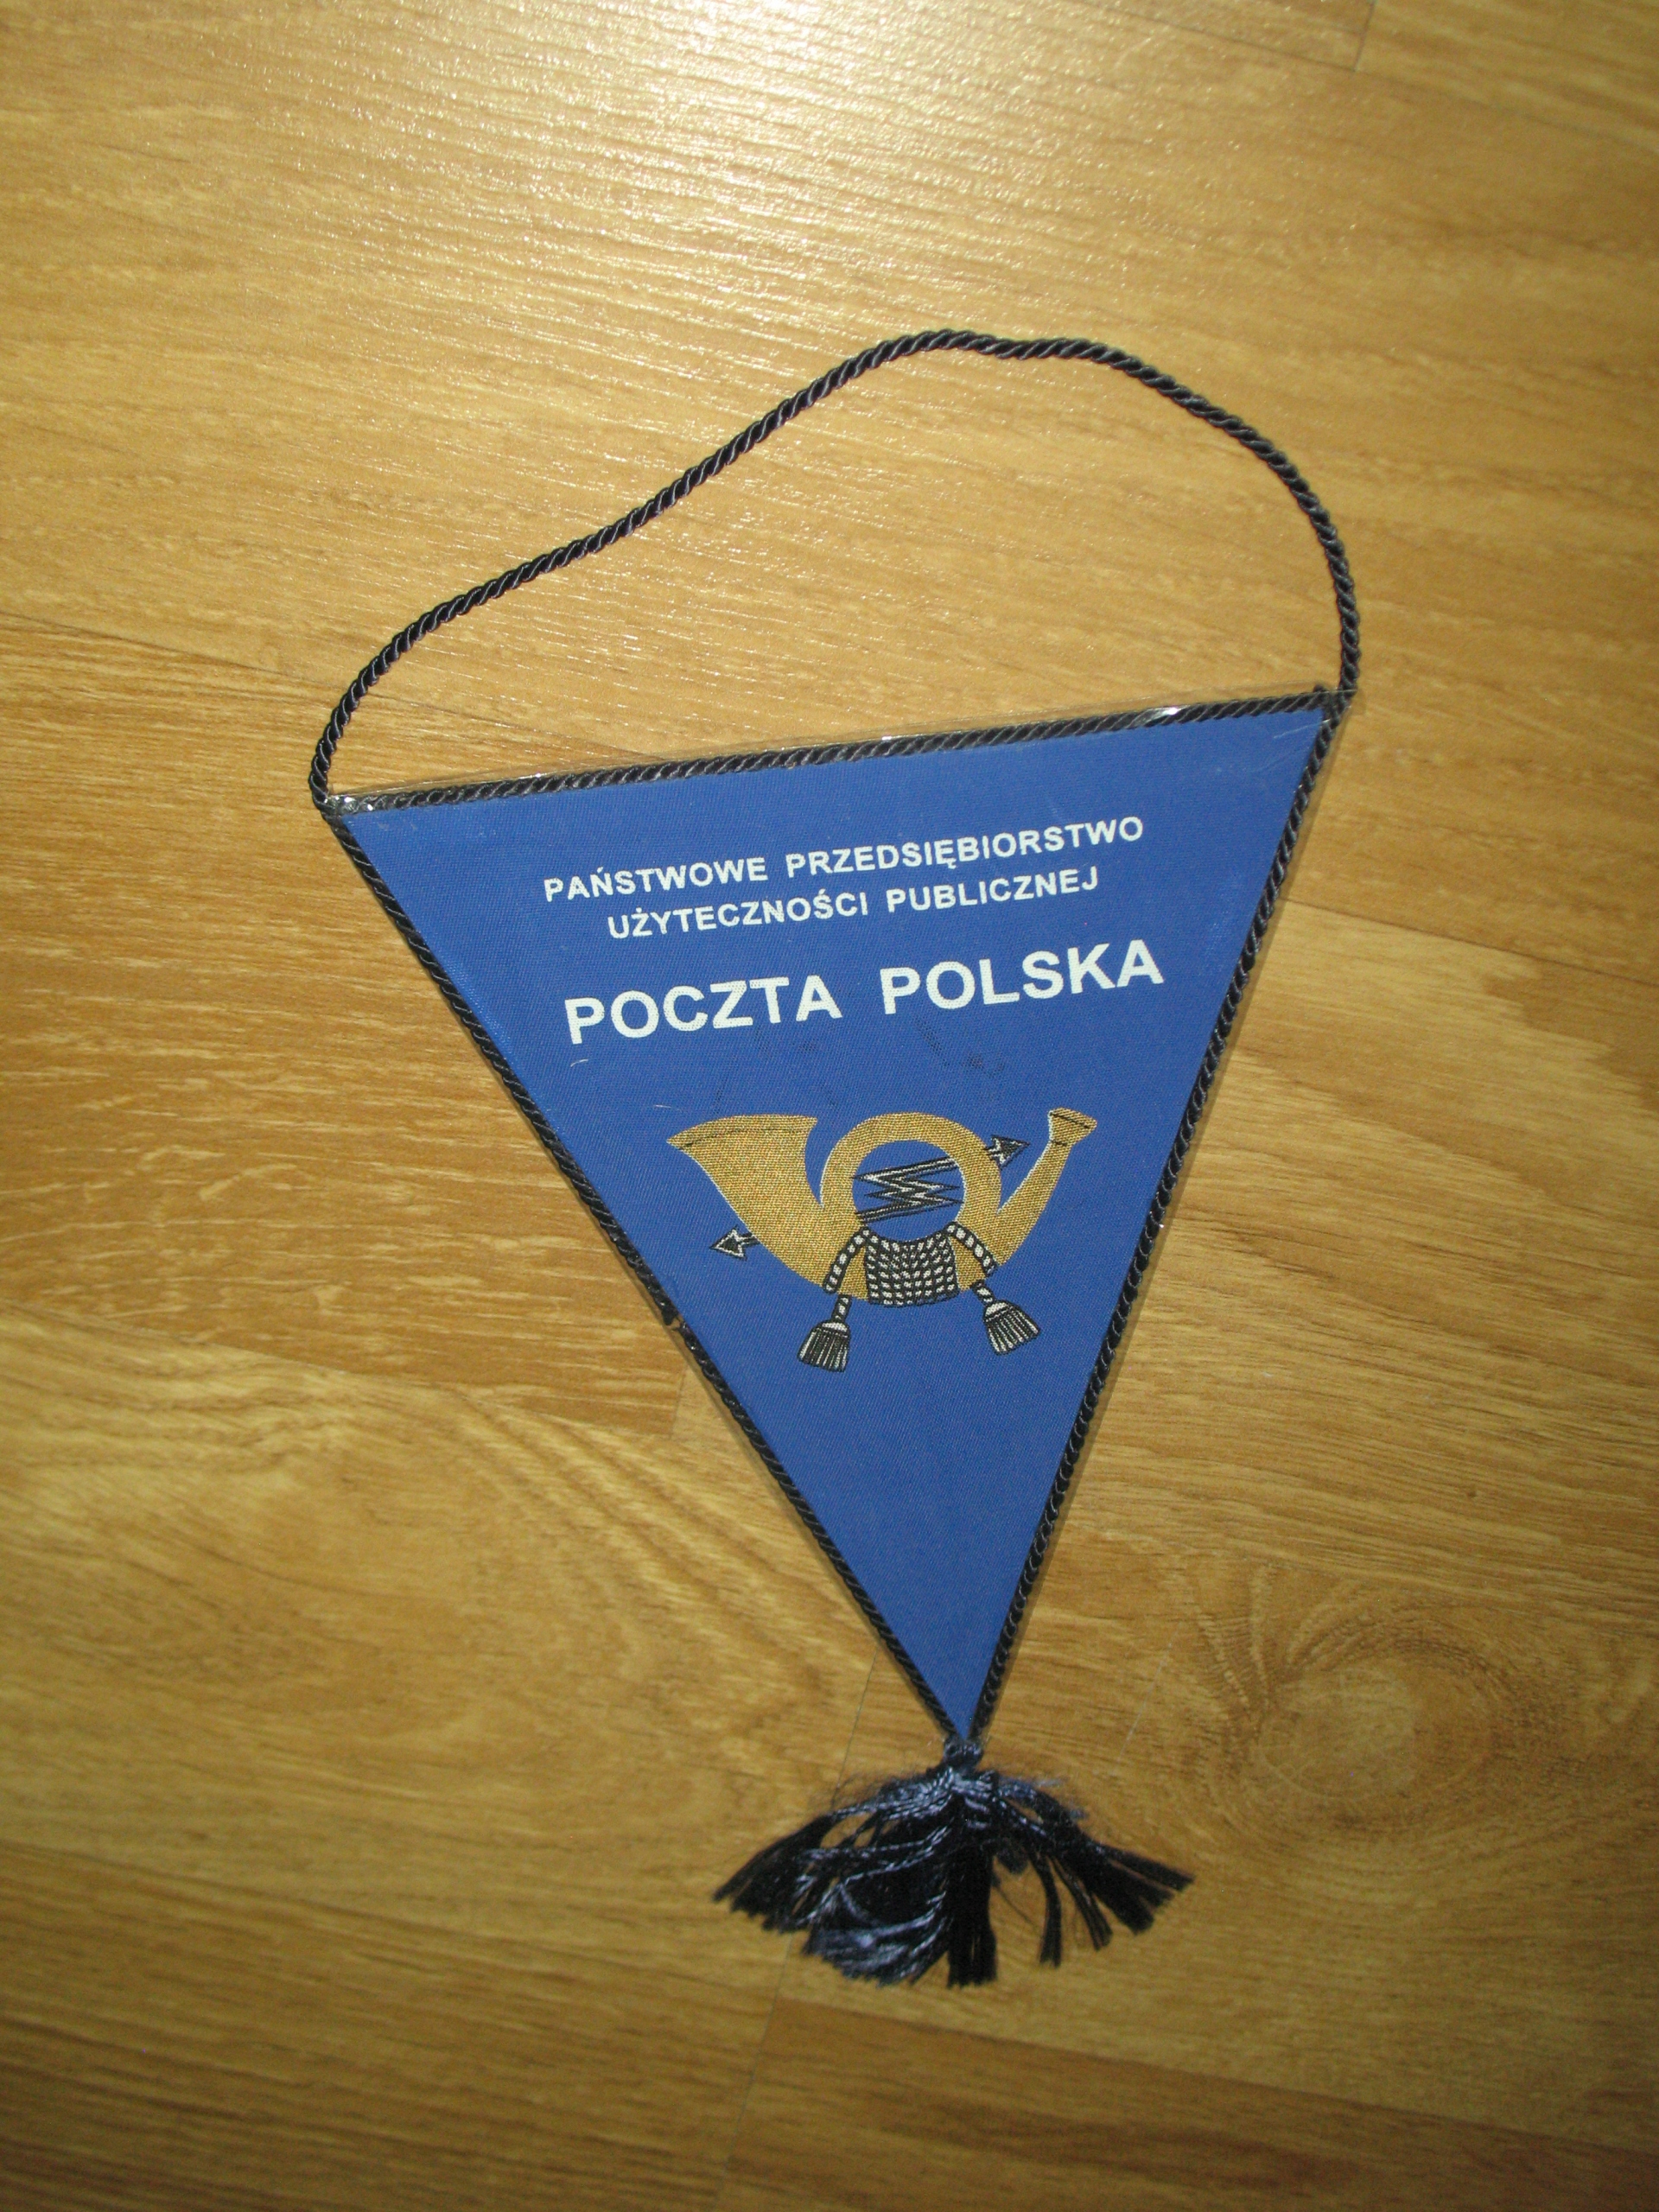 PAŃSTWOWE PRZEDSIĘBIORSTWO
UŻYTECZNOŚCI PUBLICZNEJ
POCZTA POLSKA